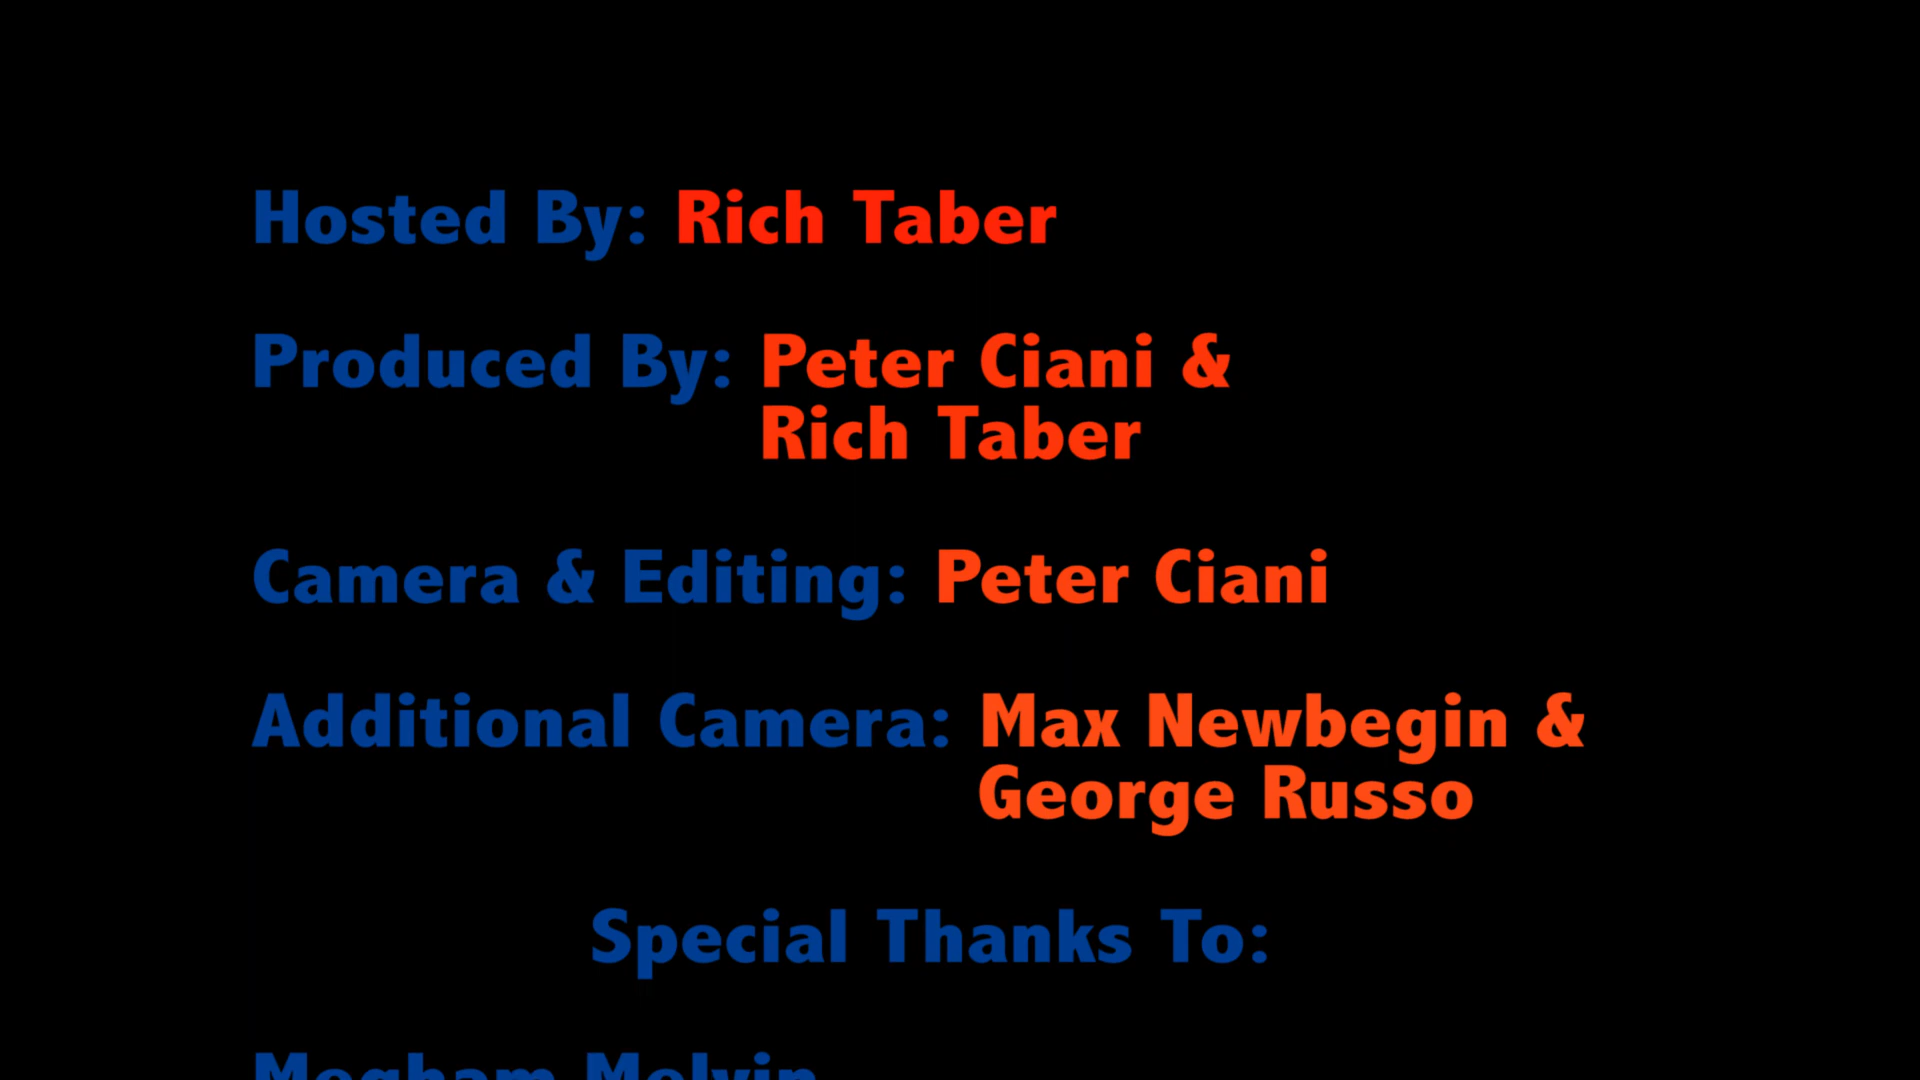 Hosted By: Rich Taber
Produced By: Peter Ciani &
Rich Taber
Camera & Editing: Peter Ciani
Additional Camera: Max Newbegin &
George Russo
Special Thanks To: